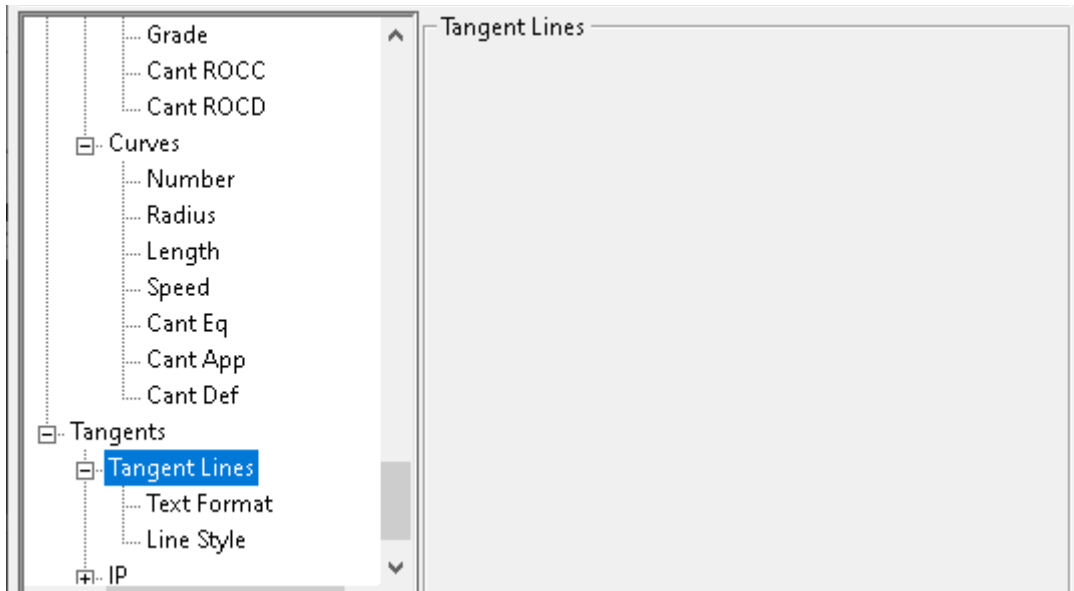 Grade
Cant ROCC
Cant ROCD
Curves
Number
Radius
Length
Speed
Cant Eq
Cant App
Cant Def
Tangents
Tangent Lines
Text Format
Line Style
IP
Tangent Lines